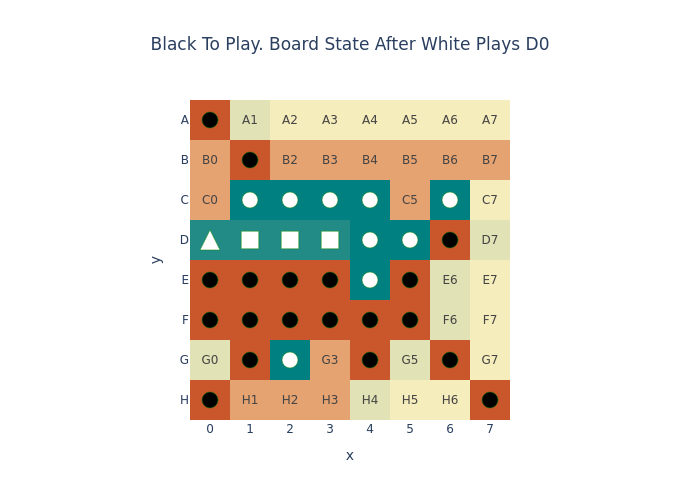 Black To Play. Board State After White Plays D0
A A1 A2 A3 A4 A5 A6 A7
B B0 B2 B3 B4 B5 B6 B7
C C0 C5 C7
D D7
E E6 E7
F F6 F7
G G0 G3 G5 G7
H H1 H2 H3 H4 H5 H6
0 1 2 3 4 5 6 7
x
y